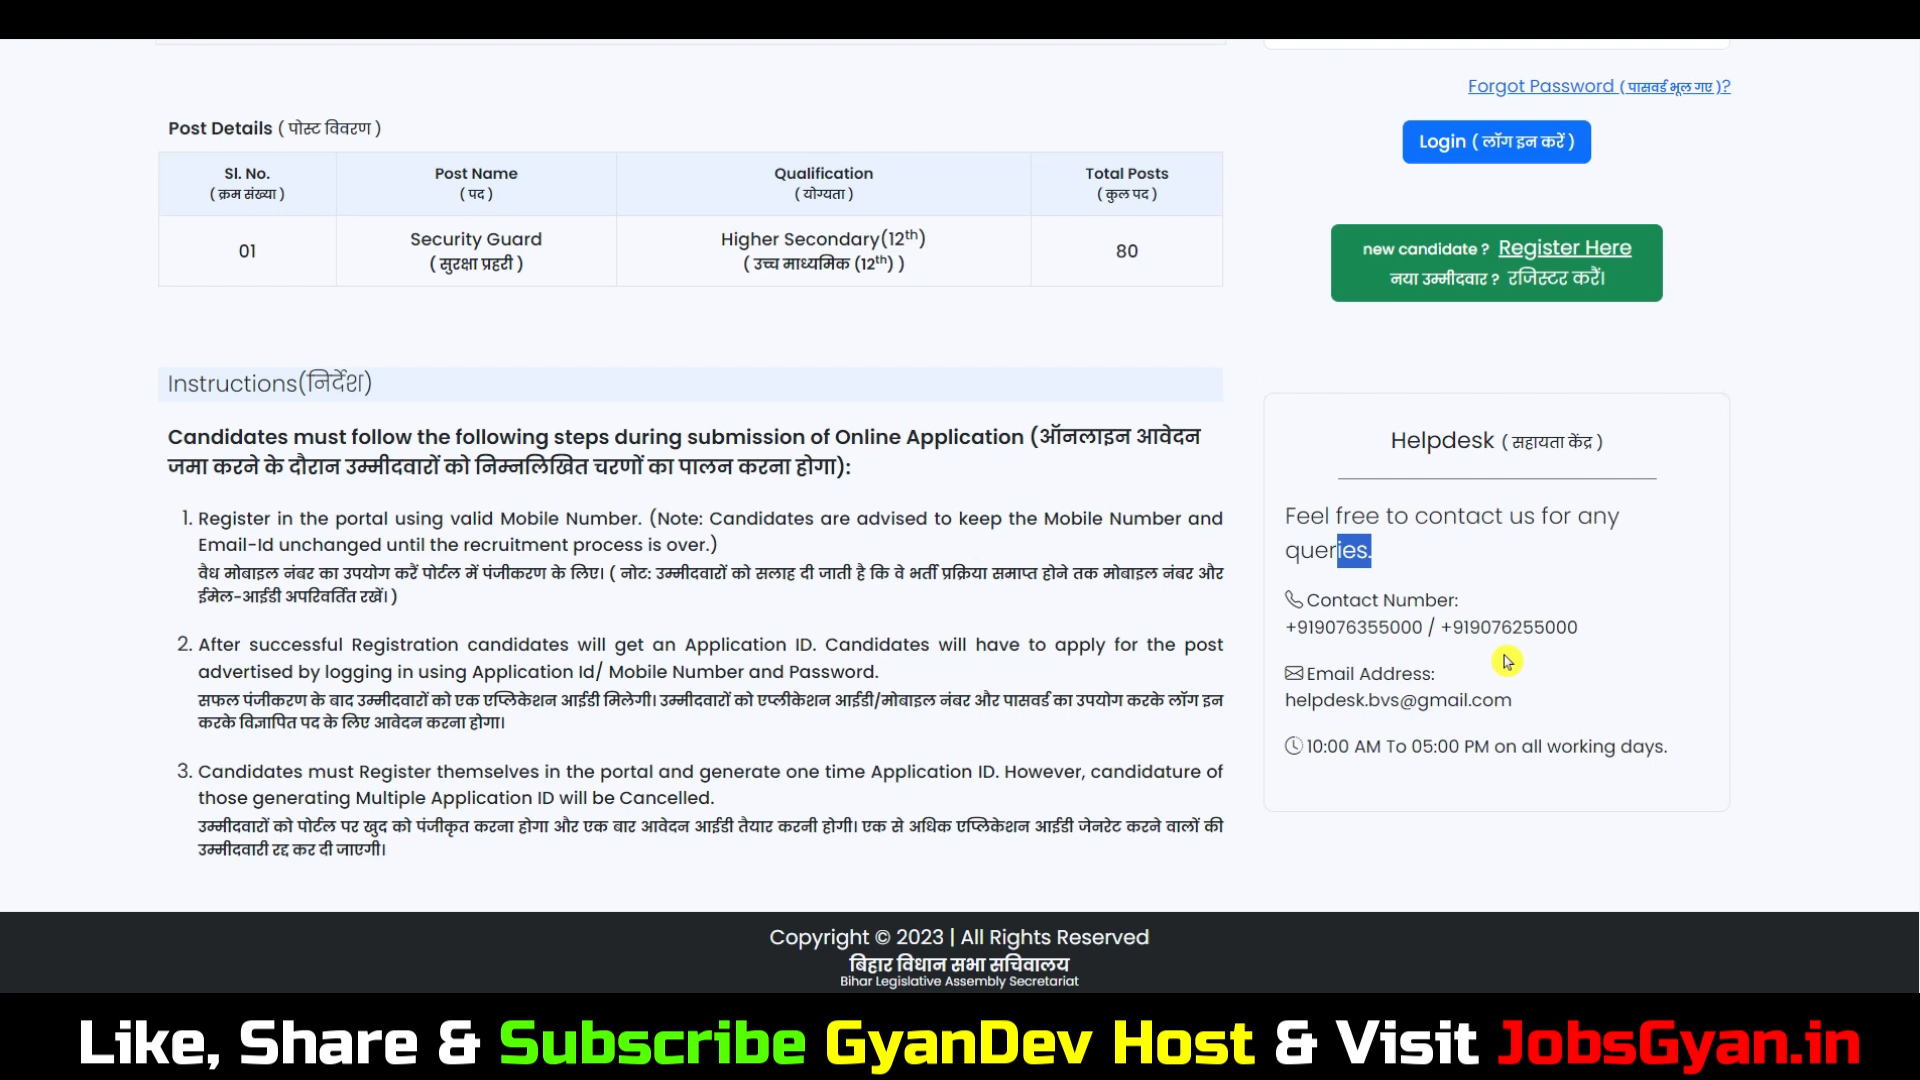 Forgot Password ( पासवर्ड भूल गए )?
Login ( लॉग इन करें )
new candidate ? Register Here
नया उम्मीदवार ? रजिस्टर करें।
Post Details ( पोस्ट विवरण )
Sl. No. Post Name Qualification Total Posts
( क्रम संख्या ) ( पद ) ( योग्यता ) ( कुल पद )
01 Security Guard Higher Secondary(12th) 80
( सुरक्षा प्रहरी ) ( उच्च माध्यमिक (12th) )
Instructions(निर्देश)
Candidates must follow the following steps during submission of Online Application (ऑनलाइन आवेदन
जमा करने के दौरान उम्मीदवारों को निम्नलिखित चरणों का पालन करना होगा):
1. Register in the portal using valid Mobile Number. (Note: Candidates are advised to keep the Mobile Number and
Email-Id unchanged until the recruitment process is over.)
वैध मोबाइल नंबर का उपयोग करें पोर्टल में पंजीकरण के लिए। ( नोट: उम्मीदवारों को सलाह दी जाती है कि वे भर्ती प्रक्रिया समाप्त होने तक मोबाइल नंबर और
ईमेल-आईडी अपरिवर्तित रखें। )
2. After successful Registration candidates will get an Application ID. Candidates will have to apply for the post
advertised by logging in using Application Id/ Mobile Number and Password.
सफल पंजीकरण के बाद उम्मीदवारों को एक एप्लिकेशन आईडी मिलेगी। उम्मीदवारों को एप्लीकेशन आईडी/मोबाइल नंबर और पासवर्ड का उपयोग करके लॉग इन
करके विज्ञापित पद के लिए आवेदन करना होगा।
3. Candidates must Register themselves in the portal and generate one time Application ID. However, candidature of
those generating Multiple Application ID will be Cancelled.
उम्मीदवारों को पोर्टल पर खुद को पंजीकृत करना होगा और एक बार आवेदन आईडी तैयार करनी होगी। एक से अधिक एप्लिकेशन आईडी जेनरेट करने वालों की
उम्मीदवारी रद्द कर दी जाएगी।
Helpdesk ( सहायता केंद्र )
Feel free to contact us for any
queries.
Contact Number:
+919076355000 / +919076255000
Email Address:
helpdesk.bvs@gmail.com
10:00 AM To 05:00 PM on all working days.
Copyright © 2023 | All Rights Reserved
बिहार विधान सभा सचिवालय
Bihar Legislative Assembly Secretariat
Like, Share & Subscribe GyanDev Host & Visit JobsGyan.in